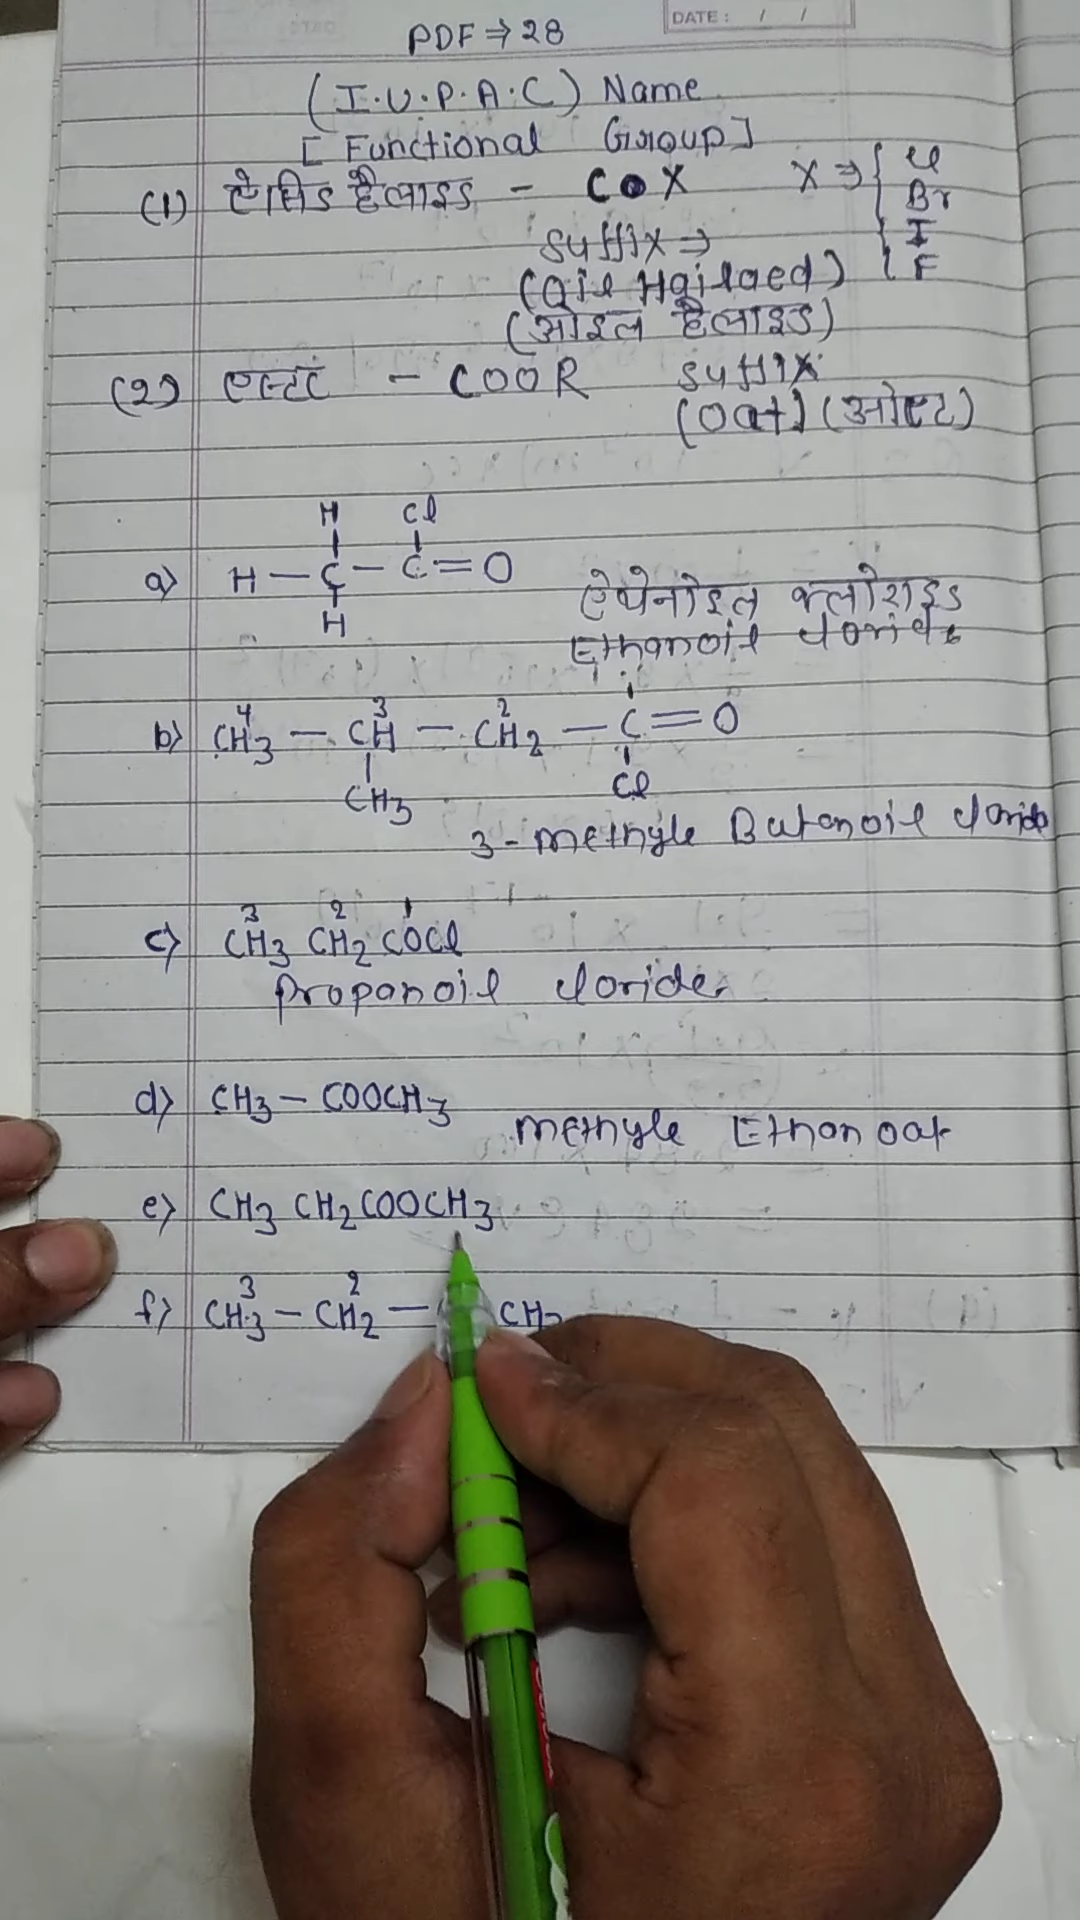 DATE: / /
PDF ⇒ 28
(I.U.P.A.C) Name
[Functional Group]
(1) ऐसिड हैलाइड - COX X ⇒ { Cl
Br
I
F
suffix ⇒
(Oil Hailaed)
(ओइल हैलाइड)
(2) एस्टर - COOR suffix
(Oat) (ओएट)
H Cl
a) H - C - C = O
H
ऐथेनोइल क्लोराइड
Ethanoil cloride
4 3 2 1
b) CH3 - CH - CH2 - C = O
CH3 Cl
3-methyle Butanoil cloride
3 2 1
c) CH3 CH2 COCl
Propanoil cloride
d) CH3 - COOCH3
Methyle Ethanoat
e) CH3 CH2 COOCH3
3 2
f) CH3 - CH2 - CH3